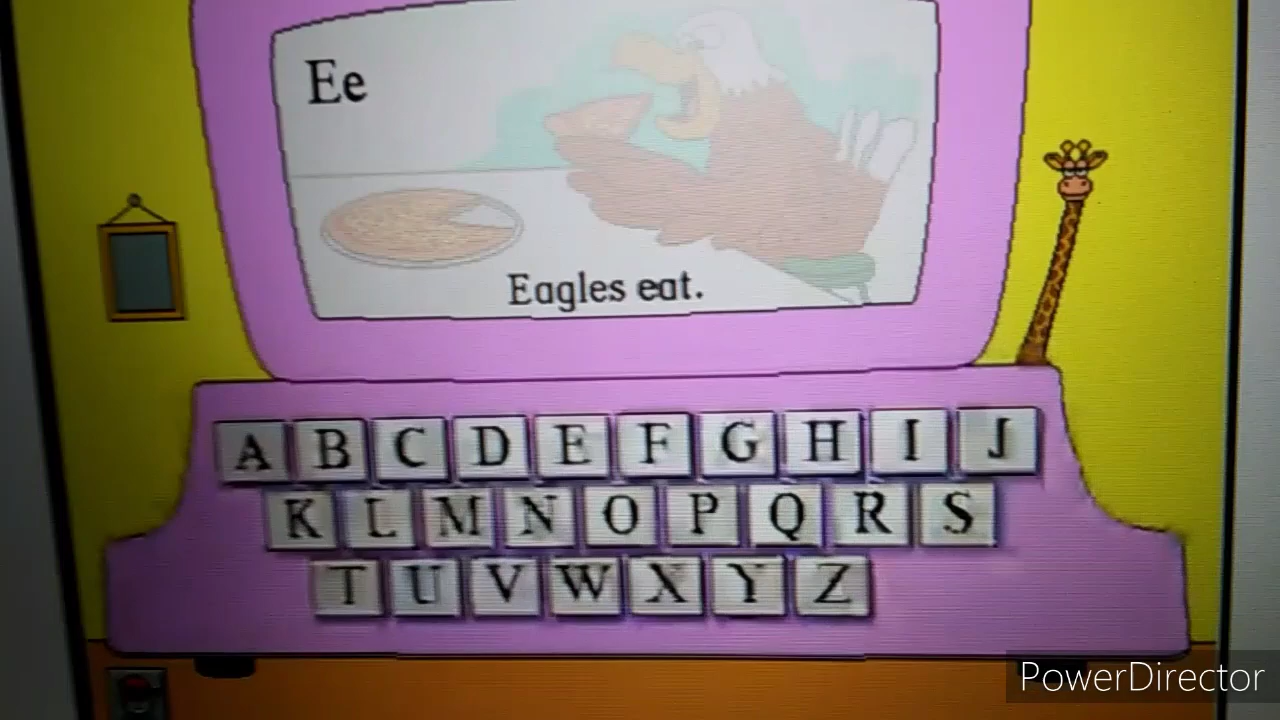 Ee
Eagles eat.
A B C D E F G H I J
K L M N O P Q R S
T U V W X Y Z
PowerDirector